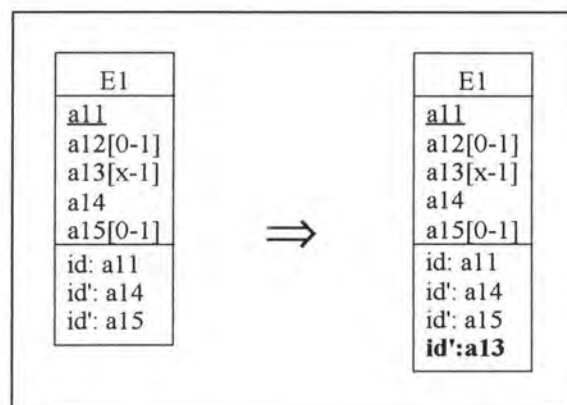 E1
a11
a12[0-1]
a13[x-1]
a14
a15[0-1]
id: a11
id': a14
id': a15
⇒
E1
a11
a12[0-1]
a13[x-1]
a14
a15[0-1]
id: a11
id': a14
id': a15
id':a13